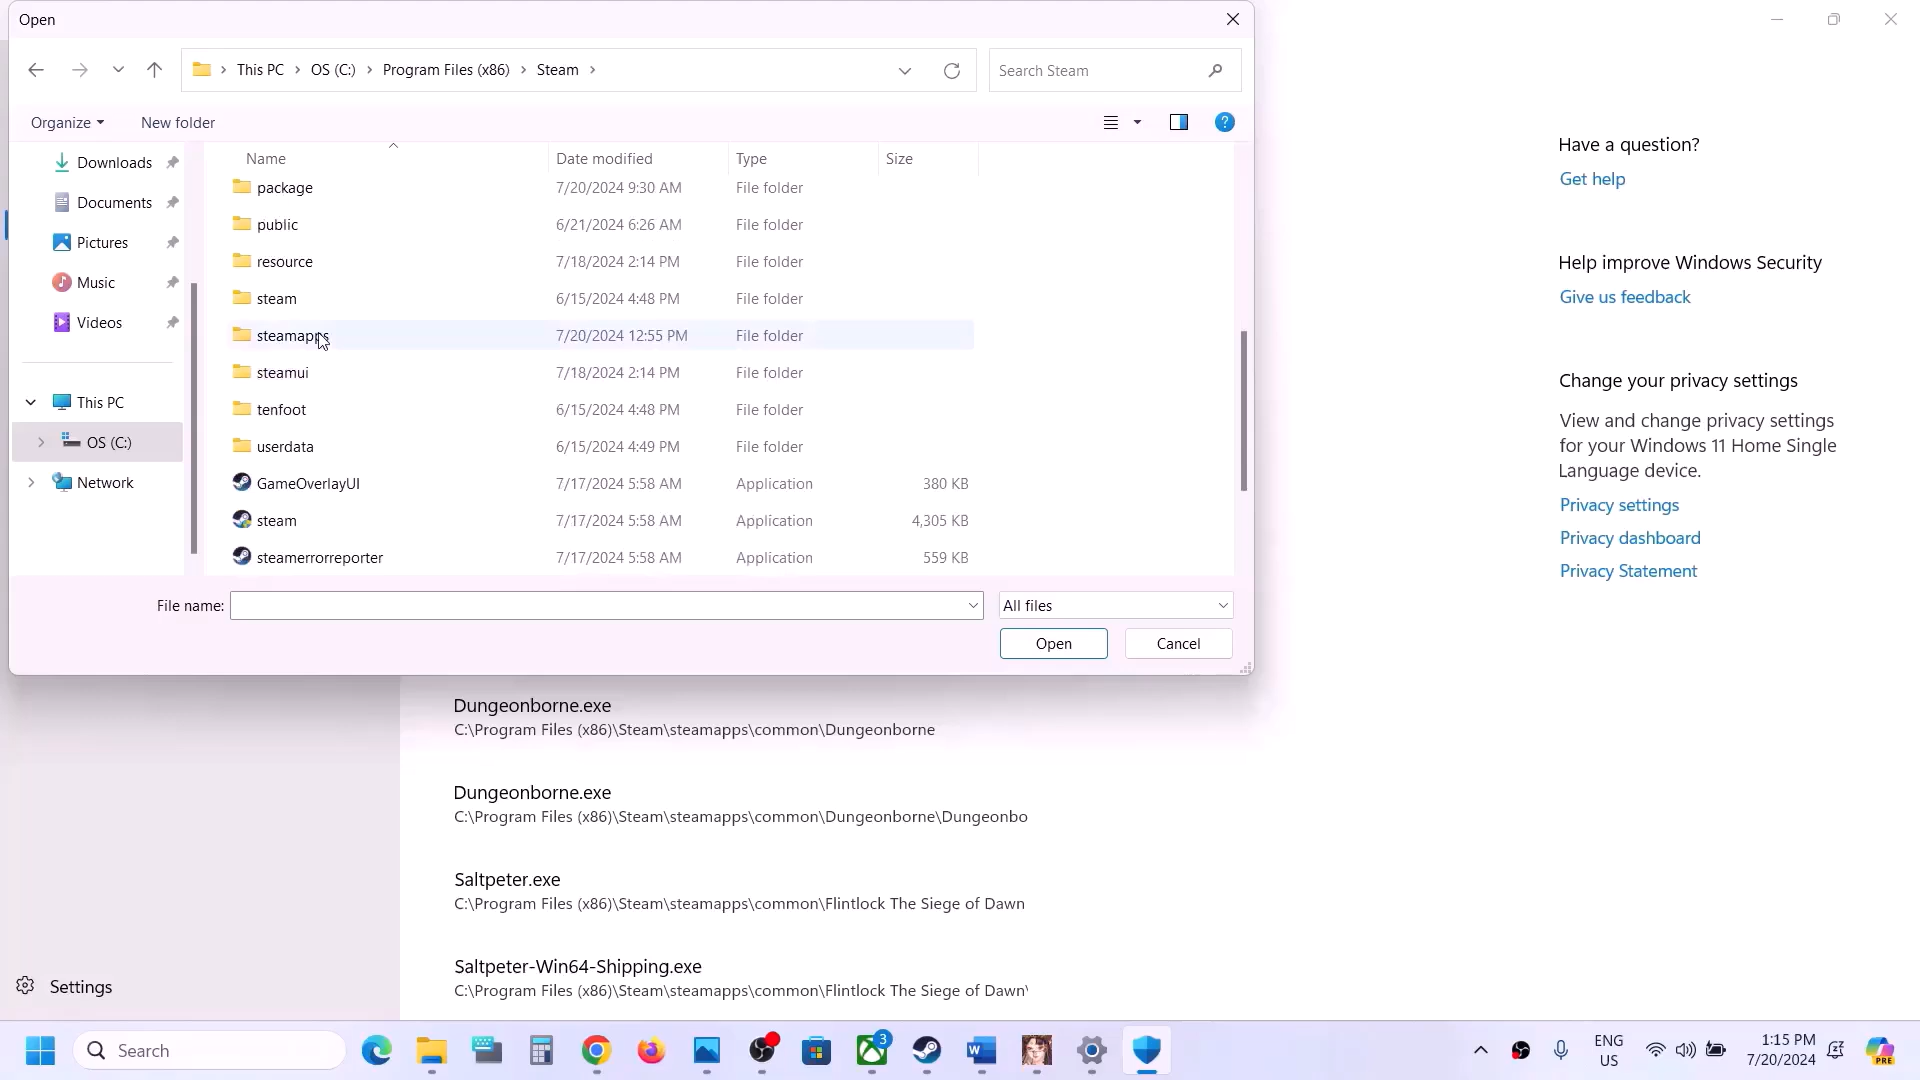 Open
This PC > OS (C:) > Program Files (x86) > Steam >
Search Steam
Organize
New folder
Name
Date modified
Type
Size
Downloads
Documents
Pictures
Music
Videos
This PC
OS (C:)
Network
package 7/20/2024 9:30 AM File folder
public 6/21/2024 6:26 AM File folder
resource 7/18/2024 2:14 PM File folder
steam 6/15/2024 4:48 PM File folder
steamapps 7/20/2024 12:55 PM File folder
steamui 7/18/2024 2:14 PM File folder
tenfoot 6/15/2024 4:48 PM File folder
userdata 6/15/2024 4:49 PM File folder
GameOverlayUI 7/17/2024 5:58 AM Application 380 KB
steam 7/17/2024 5:58 AM Application 4,305 KB
steamerrorreporter 7/17/2024 5:58 AM Application 559 KB
File name:
All files
Open
Cancel
Have a question?
Get help
Help improve Windows Security
Give us feedback
Change your privacy settings
View and change privacy settings
for your Windows 11 Home Single
Language device.
Privacy settings
Privacy dashboard
Privacy Statement
Dungeonborne.exe
C:\Program Files (x86)\Steam\steamapps\common\Dungeonborne
Dungeonborne.exe
C:\Program Files (x86)\Steam\steamapps\common\Dungeonborne\Dungeonbo
Saltpeter.exe
C:\Program Files (x86)\Steam\steamapps\common\Flintlock The Siege of Dawn
Saltpeter-Win64-Shipping.exe
C:\Program Files (x86)\Steam\steamapps\common\Flintlock The Siege of Dawn\
Settings
Search
3
ENG
US
1:15 PM
7/20/2024
PRE